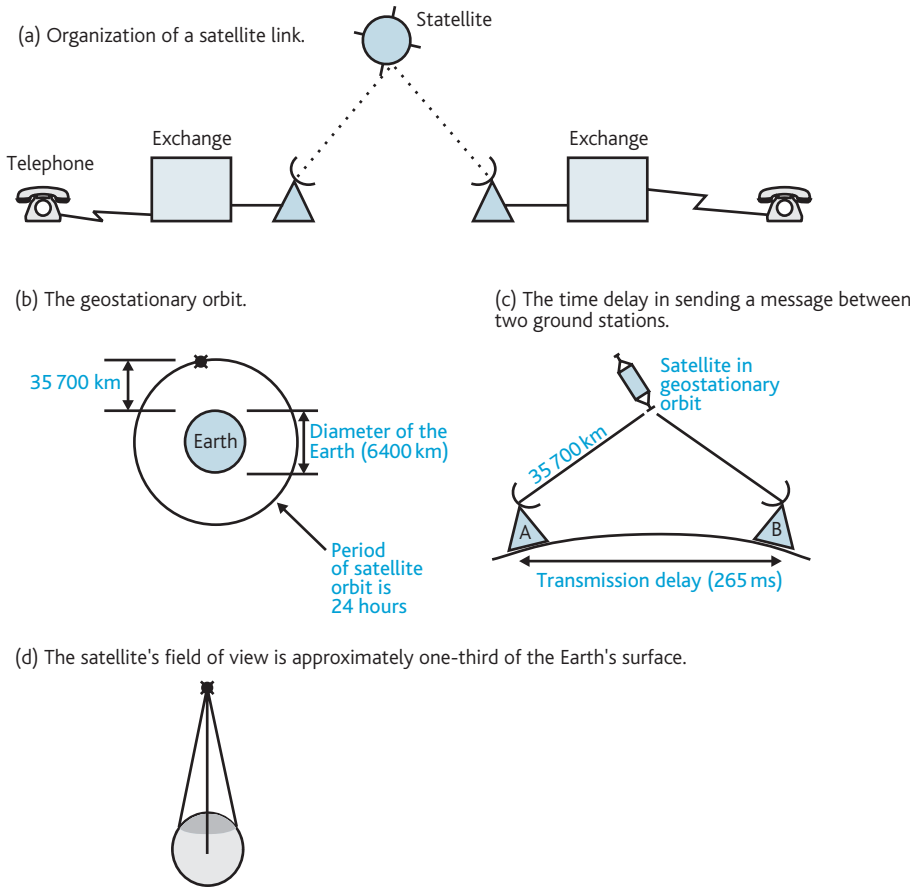 (a) Organization of a satellite link.
Statellite
Exchange
Exchange
Telephone
(b) The geostationary orbit.
35 700 km
Earth
Diameter of the
Earth (6400 km)
Period
of satellite
orbit is
24 hours
(c) The time delay in sending a message between
two ground stations.
Satellite in
geostationary
orbit
35 700 km
A
B
Transmission delay (265 ms)
(d) The satellite's field of view is approximately one-third of the Earth's surface.